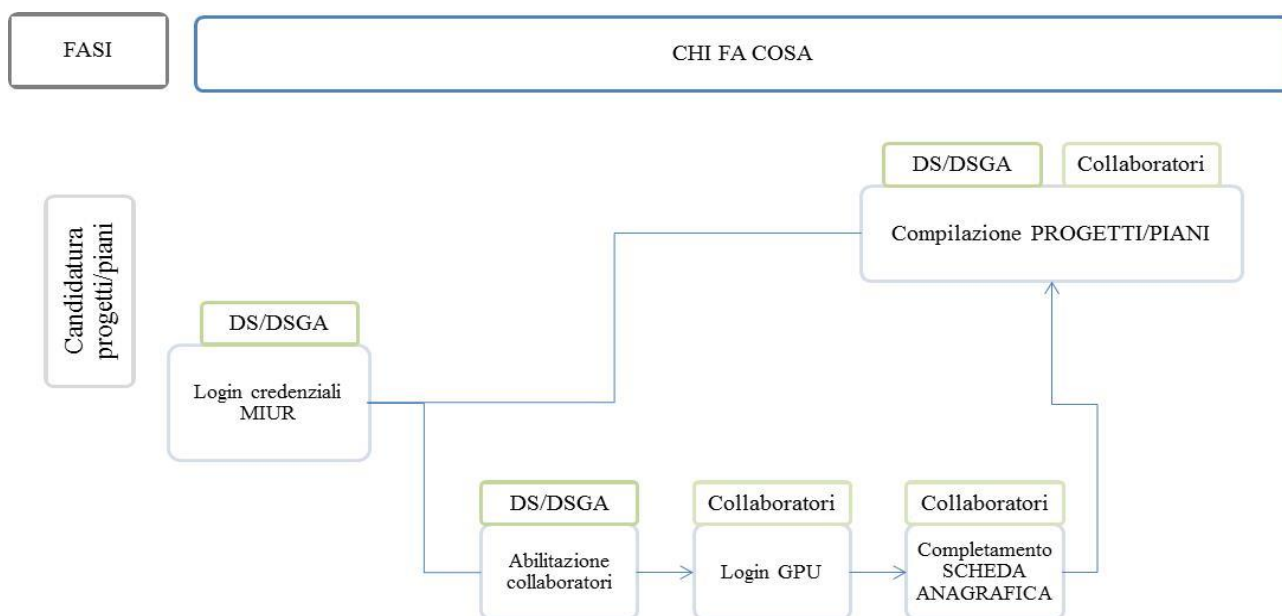 FASI
CHI FA COSA
Candidatura
progetti/piani
DS/DSGA
Collaboratori
Compilazione PROGETTI/PIANI
DS/DSGA
Login credenziali
MIUR
DS/DSGA
Abilitazione
collaboratori
Collaboratori
Login GPU
Collaboratori
Completamento
SCHEDA
ANAGRAFICA